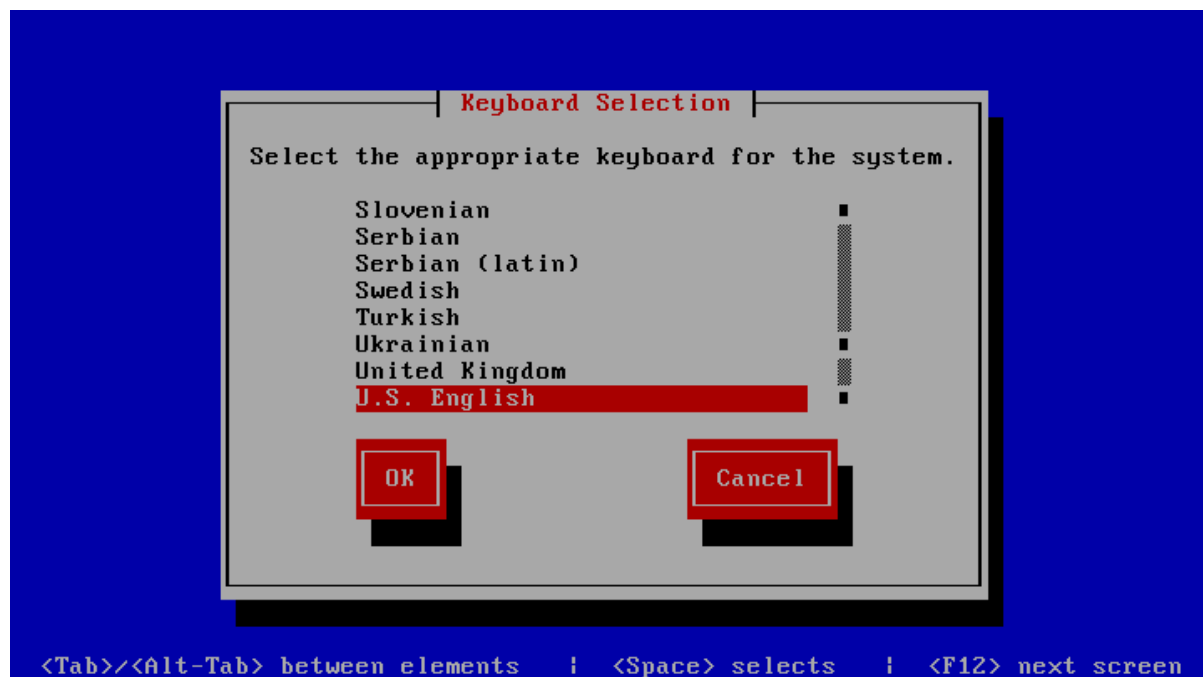 Keyboard Selection
Select the appropriate keyboard for the system.
Slovenian
Serbian
Serbian (latin)
Swedish
Turkish
Ukrainian
United Kingdom
U.S. English
OK Cancel
<Tab>/<Alt-Tab> between elements | <Space> selects | <F12> next screen